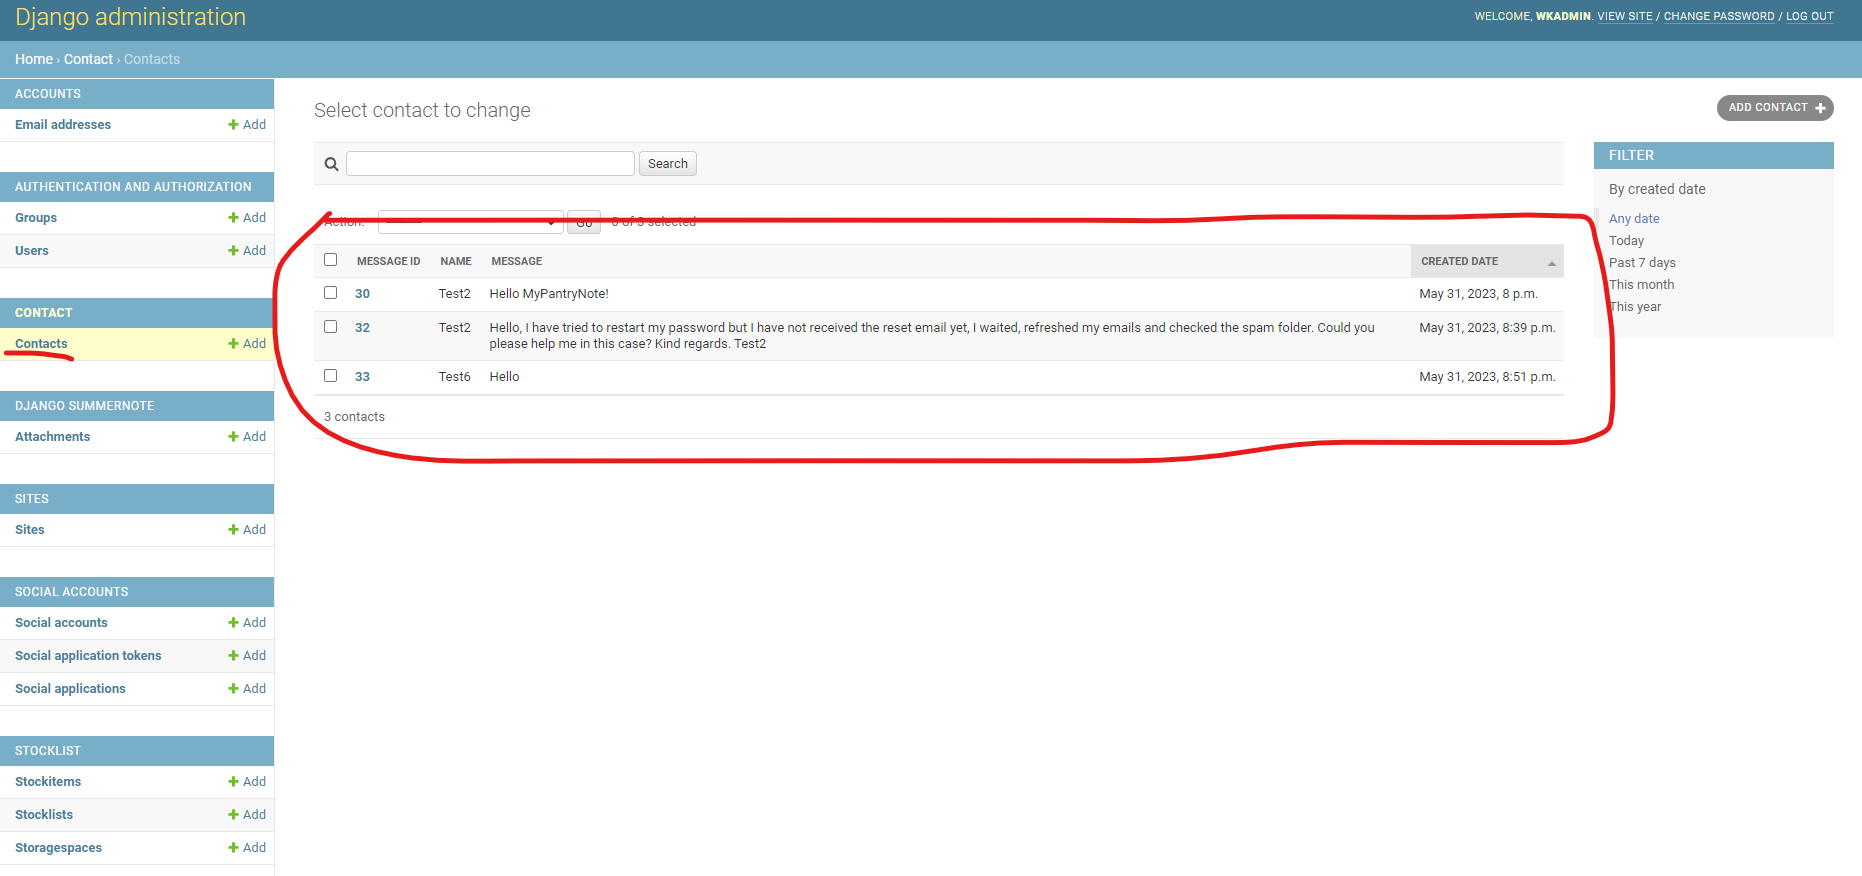 Django administration
WELCOME, WKADMIN. VIEW SITE / CHANGE PASSWORD / LOG OUT
Home › Contact › Contacts
ACCOUNTS
Email addresses Add
AUTHENTICATION AND AUTHORIZATION
Groups Add
Users Add
CONTACT
Contacts Add
DJANGO SUMMERNOTE
Attachments Add
SITES
Sites Add
SOCIAL ACCOUNTS
Social accounts Add
Social application tokens Add
Social applications Add
STOCKLIST
Stockitems Add
Stocklists Add
Storagespaces Add
Select contact to change
ADD CONTACT
Search
Action: --------- Go 0 of 3 selected
MESSAGE ID NAME MESSAGE CREATED DATE
30 Test2 Hello MyPantryNote! May 31, 2023, 8 p.m.
32 Test2 Hello, I have tried to restart my password but I have not received the reset email yet, I waited, refreshed my emails and checked the spam folder. Could you May 31, 2023, 8:39 p.m.
please help me in this case? Kind regards. Test2
33 Test6 Hello May 31, 2023, 8:51 p.m.
3 contacts
FILTER
By created date
Any date
Today
Past 7 days
This month
This year